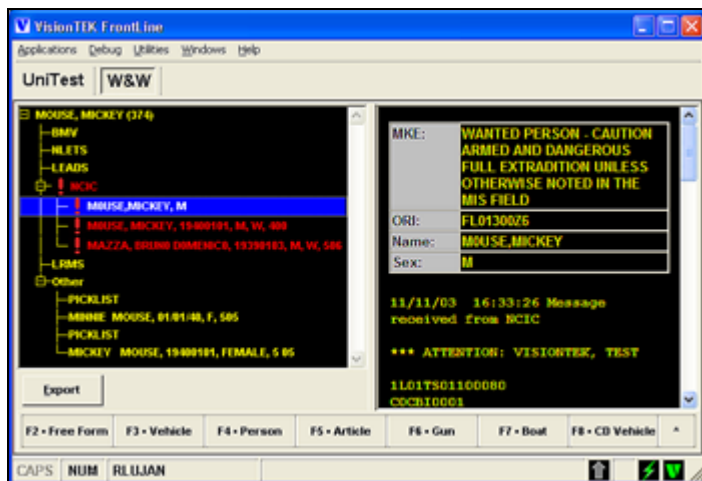 VisionTEK FrontLine
Applications Debug Utilities Windows Help
UniTest W&W
MOUSE, MICKEY (374)
BMV
NLETS
LEADS
NCIC
MOUSE,MICKEY, M
MOUSE, MICKEY, 19400101, M, W, 400
MAZZA, BRUNO DOMENICO, 19390103, M, W, 506
LRMS
Other
PICKLIST
MINNIE MOUSE, 01/01/40, F, 505
PICKLIST
MICKEY MOUSE, 19400101, FEMALE, 5 05
Export
MKE: WANTED PERSON - CAUTION
ARMED AND DANGEROUS
FULL EXTRADITION UNLESS
OTHERWISE NOTED IN THE
MIS FIELD
ORI: FL01300Z6
Name: MOUSE,MICKEY
Sex: M
11/11/03 16:33:26 Message
received from NCIC
*** ATTENTION: VISIONTEK, TEST
1L01TS01100080
F2 - Free Form F3 - Vehicle F4 - Person F5 - Article F6 - Gun F7 - Boat F8 - CD Vehicle ^
CAPS NUM RLUJAN